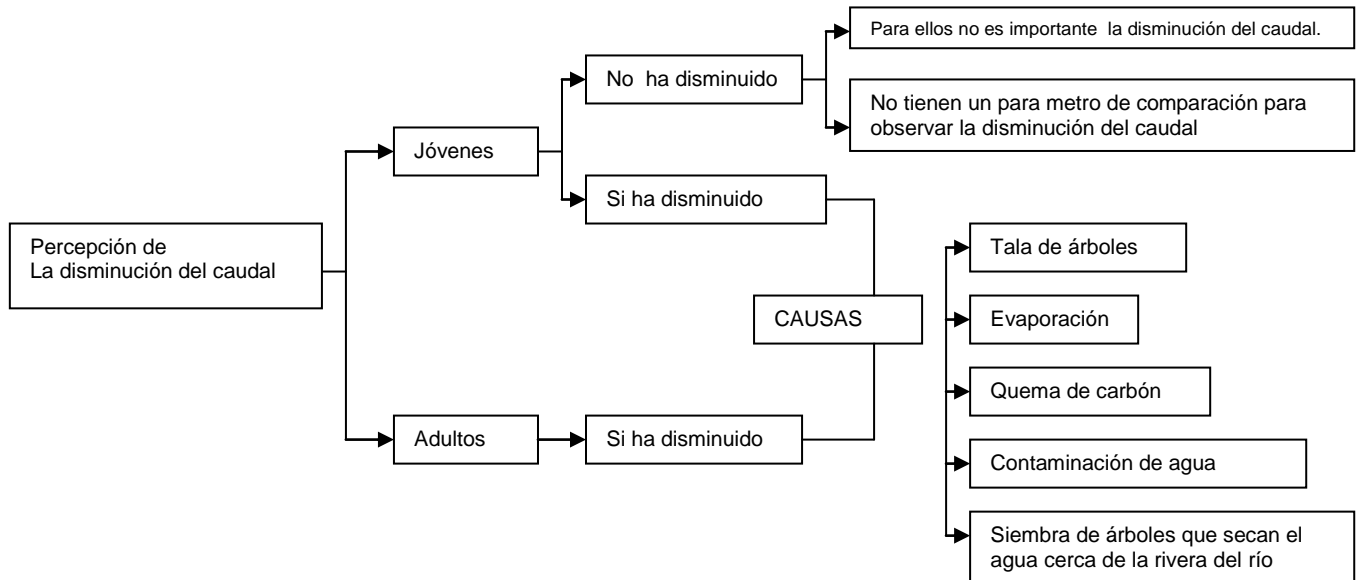 Para ellos no es importante la disminución del caudal.
No ha disminuido
No tienen un para metro de comparación para
observar la disminución del caudal
Jóvenes
Si ha disminuido
Percepción de
La disminución del caudal
Tala de árboles
CAUSAS
Evaporación
Quema de carbón
Adultos
Si ha disminuido
Contaminación de agua
Siembra de árboles que secan el
agua cerca de la rivera del río